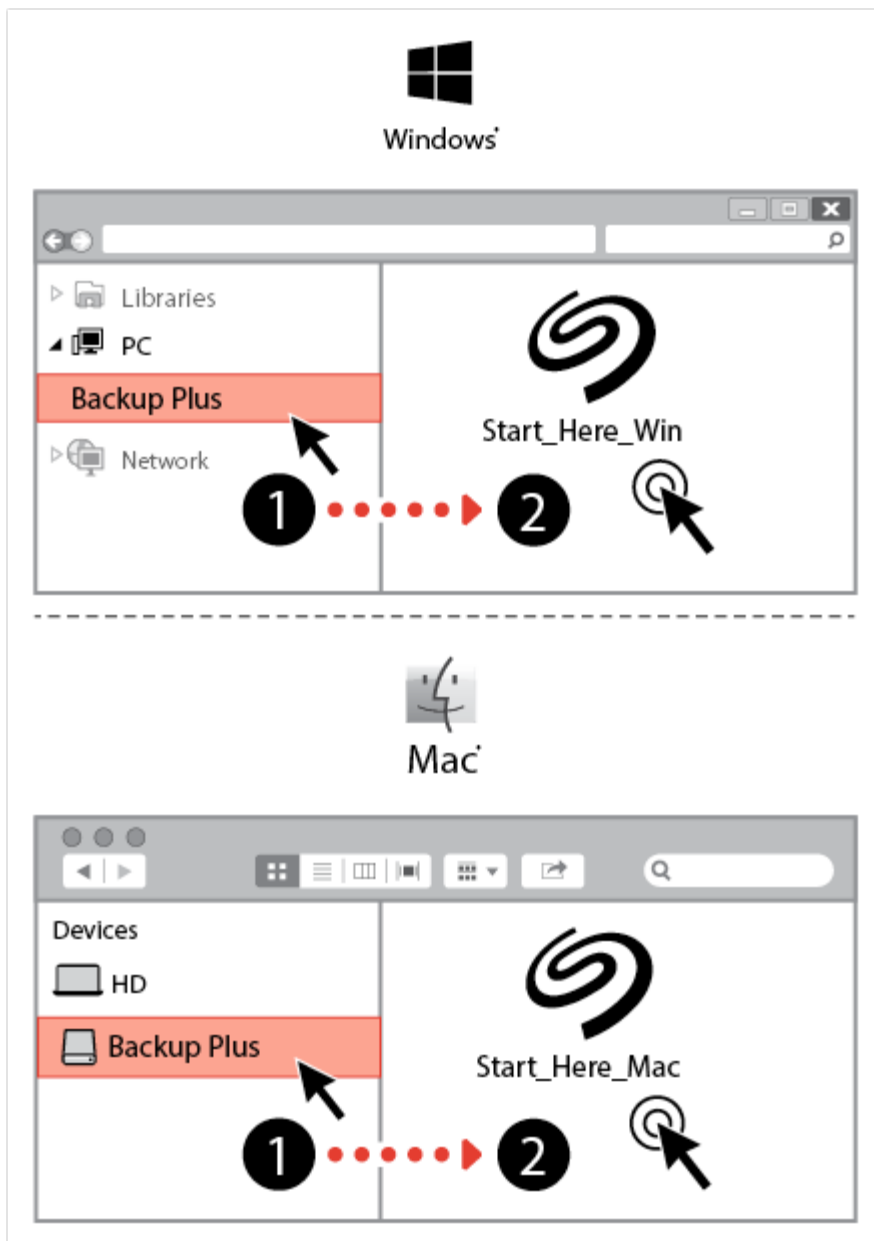 Windows
Libraries
PC
Backup Plus
Network
Start_Here_Win
1
2
Mac
Devices
HD
Backup Plus
Start_Here_Mac
1
2